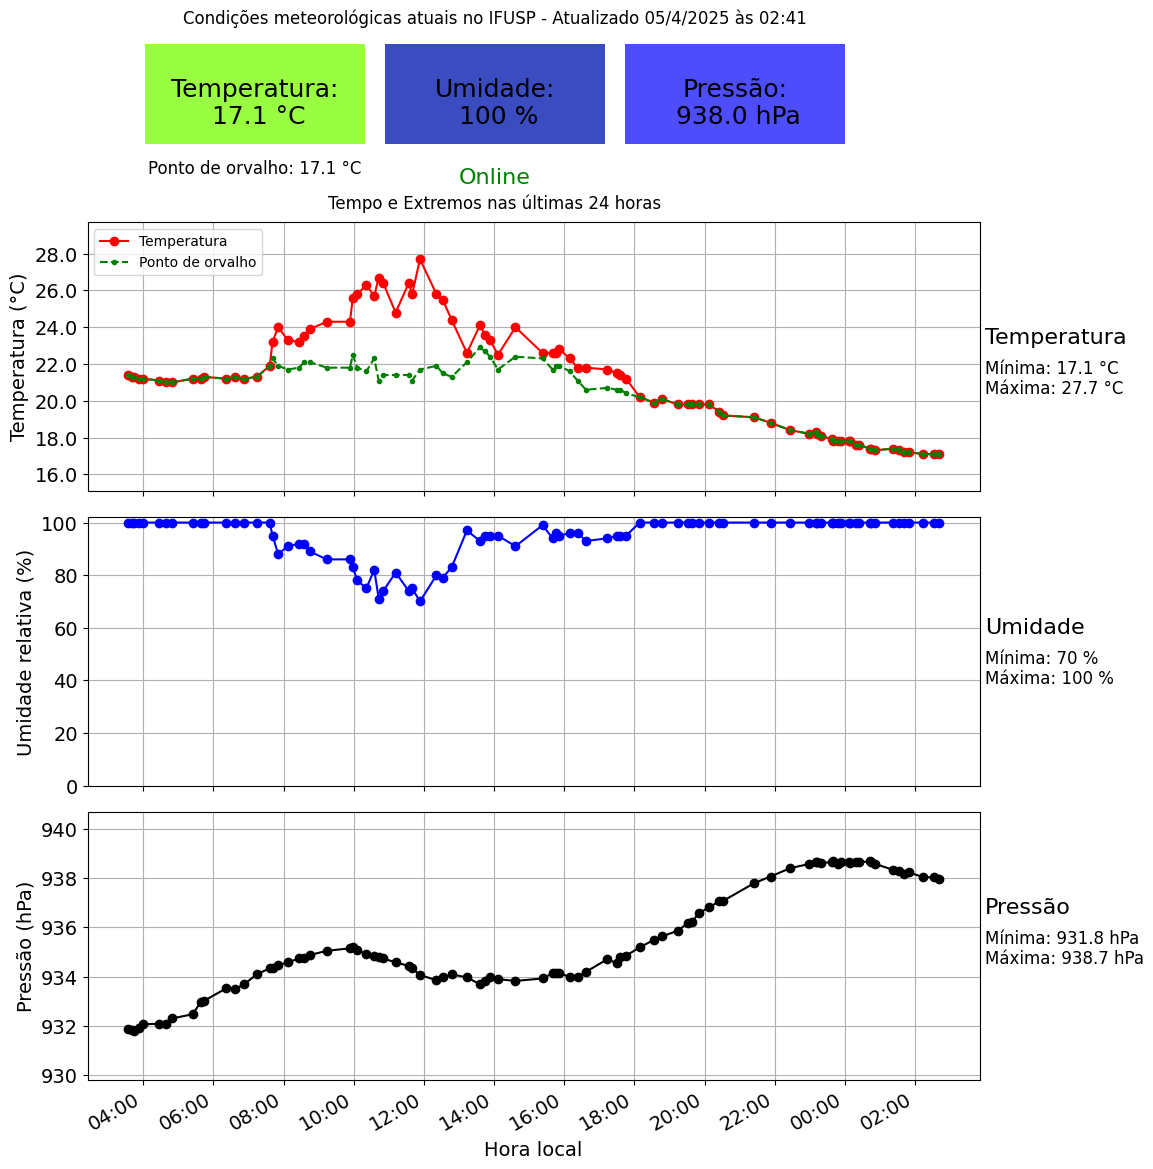 Condições meteorológicas atuais no IFUSP - Atualizado 05/4/2025 às 02:41
Temperatura:
17.1 °C
Umidade:
100 %
Pressão:
938.0 hPa
Ponto de orvalho: 17.1 °C
Online
Tempo e Extremos nas últimas 24 horas
Temperatura (°C)
28.0
26.0
24.0
22.0
20.0
18.0
16.0
Temperatura
Ponto de orvalho
Temperatura
Mínima: 17.1 °C
Máxima: 27.7 °C
Umidade relativa (%)
100
80
60
40
20
0
Umidade
Mínima: 70 %
Máxima: 100 %
Pressão (hPa)
940
938
936
934
932
930
Pressão
Mínima: 931.8 hPa
Máxima: 938.7 hPa
04:00
06:00
08:00
10:00
12:00
14:00
16:00
18:00
20:00
22:00
00:00
02:00
Hora local